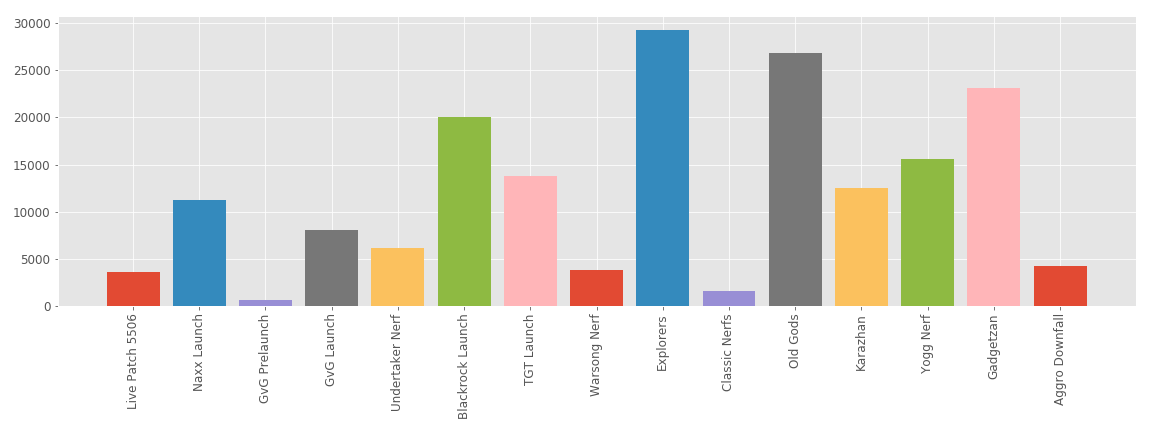 30000
25000
20000
15000
10000
5000
0
Live Patch 5506
Naxx Launch
GvG Prelaunch
GvG Launch
Undertaker Nerf
Blackrock Launch
TGT Launch
Warsong Nerf
Explorers
Classic Nerfs
Old Gods
Karazhan
Yogg Nerf
Gadgetzan
Aggro Downfall